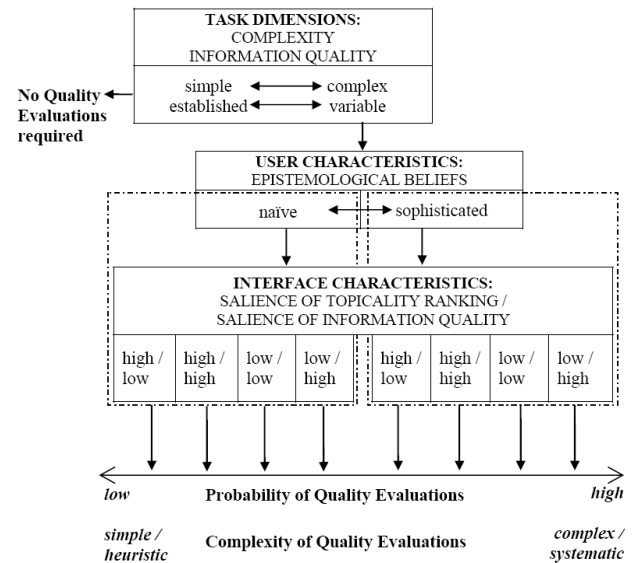 TASK DIMENSIONS:
COMPLEXITY
INFORMATION QUALITY
simple complex
established variable
No Quality
Evaluations
required
USER CHARACTERISTICS:
EPISTEMOLOGICAL BELIEFS
naïve sophisticated
INTERFACE CHARACTERISTICS:
SALIENCE OF TOPICALITY RANKING /
SALIENCE OF INFORMATION QUALITY
high / high / low / low / high / high / low / low /
low high low high low high low high
low Probability of Quality Evaluations high
simple / complex /
heuristic Complexity of Quality Evaluations systematic